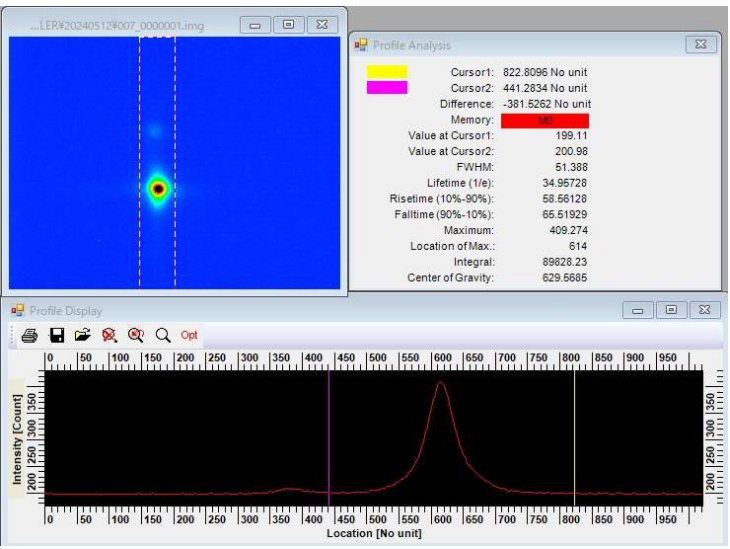 ...LER¥20240512¥007_0000001.img
Profile Analysis
Cursor1: 822.8096 No unit
Cursor2: 441.2834 No unit
Difference: -381.5262 No unit
Memory: M0
Value at Cursor1: 199.11
Value at Cursor2: 200.98
FWHM: 51.388
Lifetime (1/e): 34.95728
Risetime (10%-90%): 58.56128
Falltime (90%-10%): 65.51929
Maximum: 409.274
Location of Max.: 614
Integral: 89828.23
Center of Gravity: 629.5685
Profile Display
Opt
0 50 100 150 200 250 300 350 400 450 500 550 600 650 700 750 800 850 900 950
Intensity [Count]
350
300
250
200
350
300
250
200
0 50 100 150 200 250 300 350 400 450 500 550 600 650 700 750 800 850 900 950
Location [No unit]